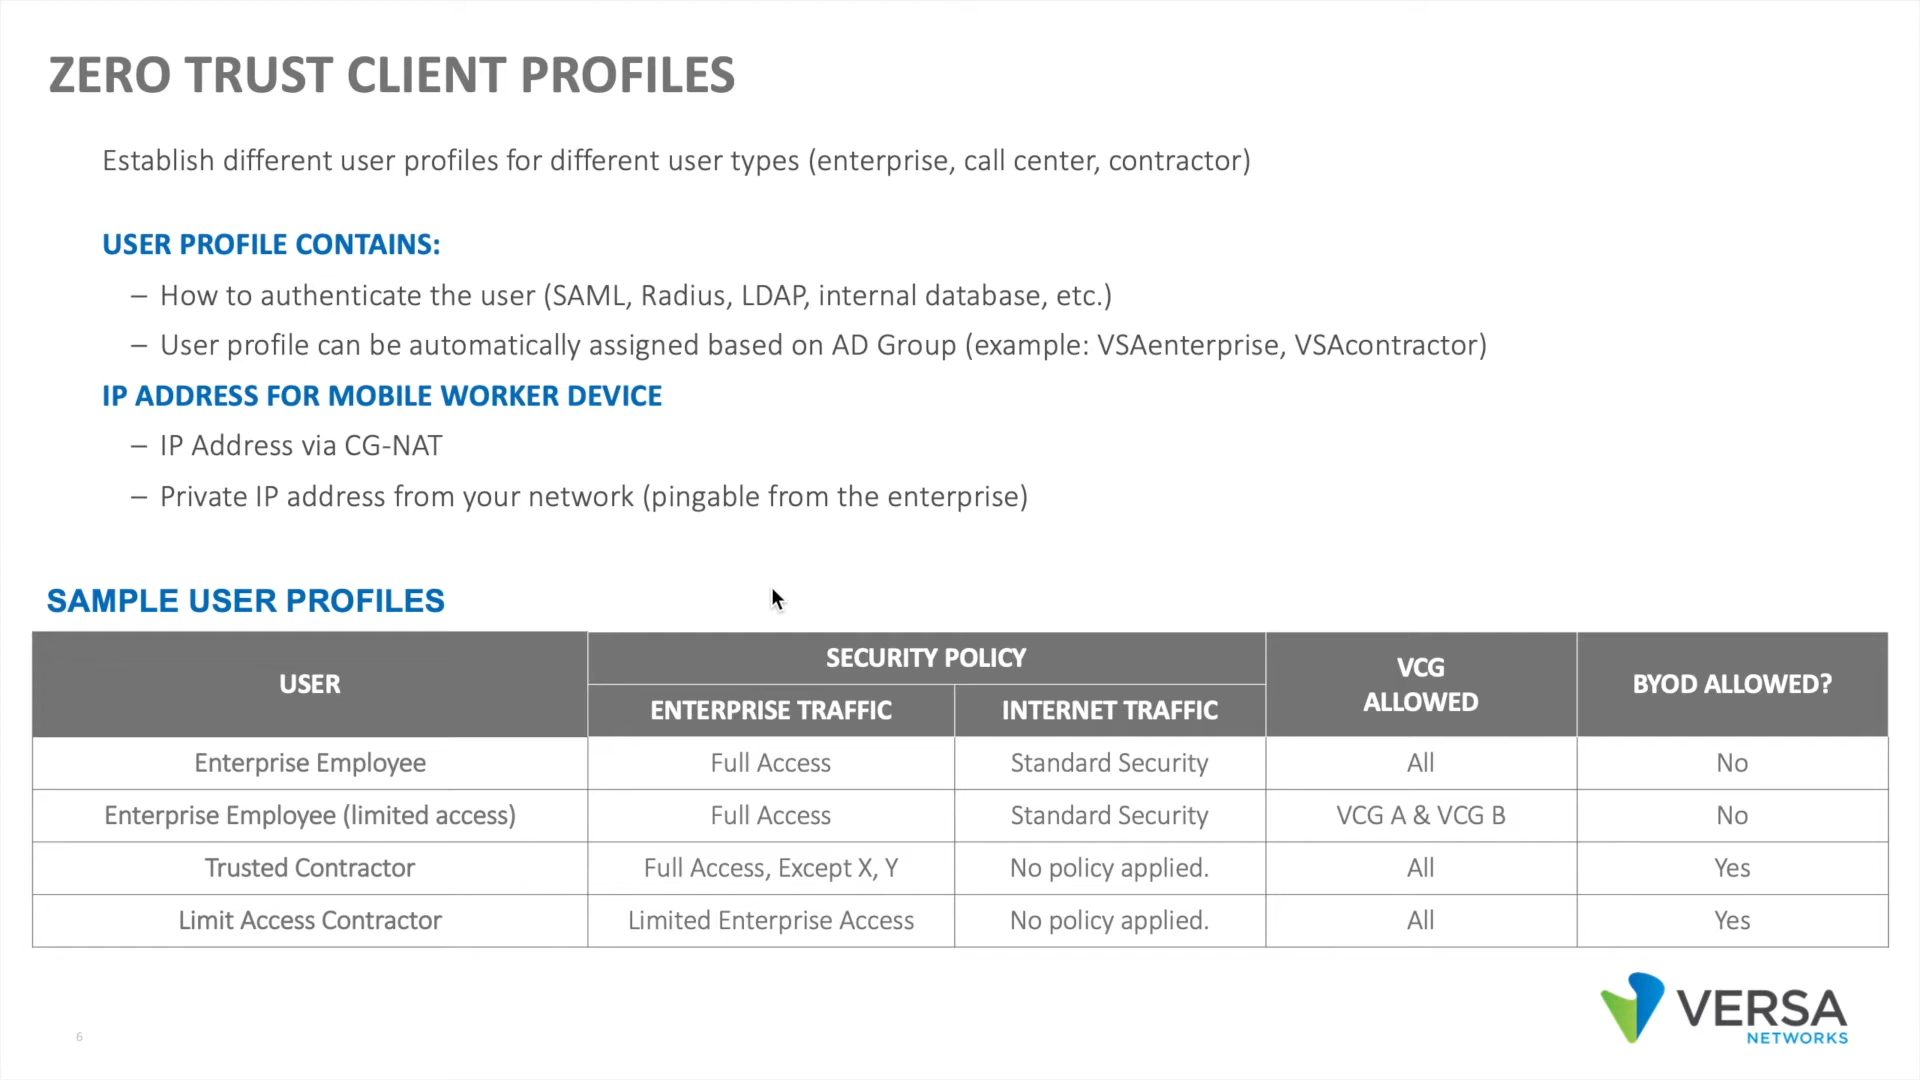 ZERO TRUST CLIENT PROFILES
Establish different user profiles for different user types (enterprise, call center, contractor)
USER PROFILE CONTAINS:
– How to authenticate the user (SAML, Radius, LDAP, internal database, etc.)
– User profile can be automatically assigned based on AD Group (example: VSAenterprise, VSAcontractor)
IP ADDRESS FOR MOBILE WORKER DEVICE
– IP Address via CG-NAT
– Private IP address from your network (pingable from the enterprise)
SAMPLE USER PROFILES
USER SECURITY POLICY VCG ALLOWED BYOD ALLOWED?
ENTERPRISE TRAFFIC INTERNET TRAFFIC
Enterprise Employee Full Access Standard Security All No
Enterprise Employee (limited access) Full Access Standard Security VCG A & VCG B No
Trusted Contractor Full Access, Except X, Y No policy applied. All Yes
Limit Access Contractor Limited Enterprise Access No policy applied. All Yes
VERSA
NETWORKS
6